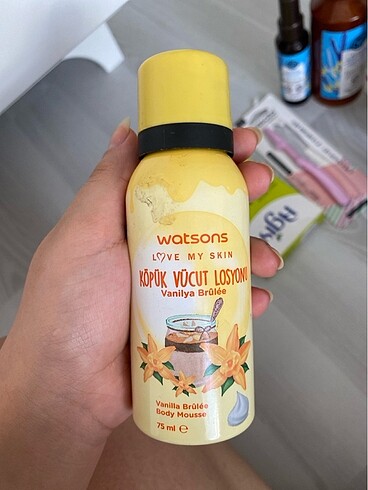 watsons
LOVE MY SKIN
KÖPÜK VÜCUT LOSYONU
Vanilya Brûlée
Vanilla Brûlée
Body Mousse
75 ml e